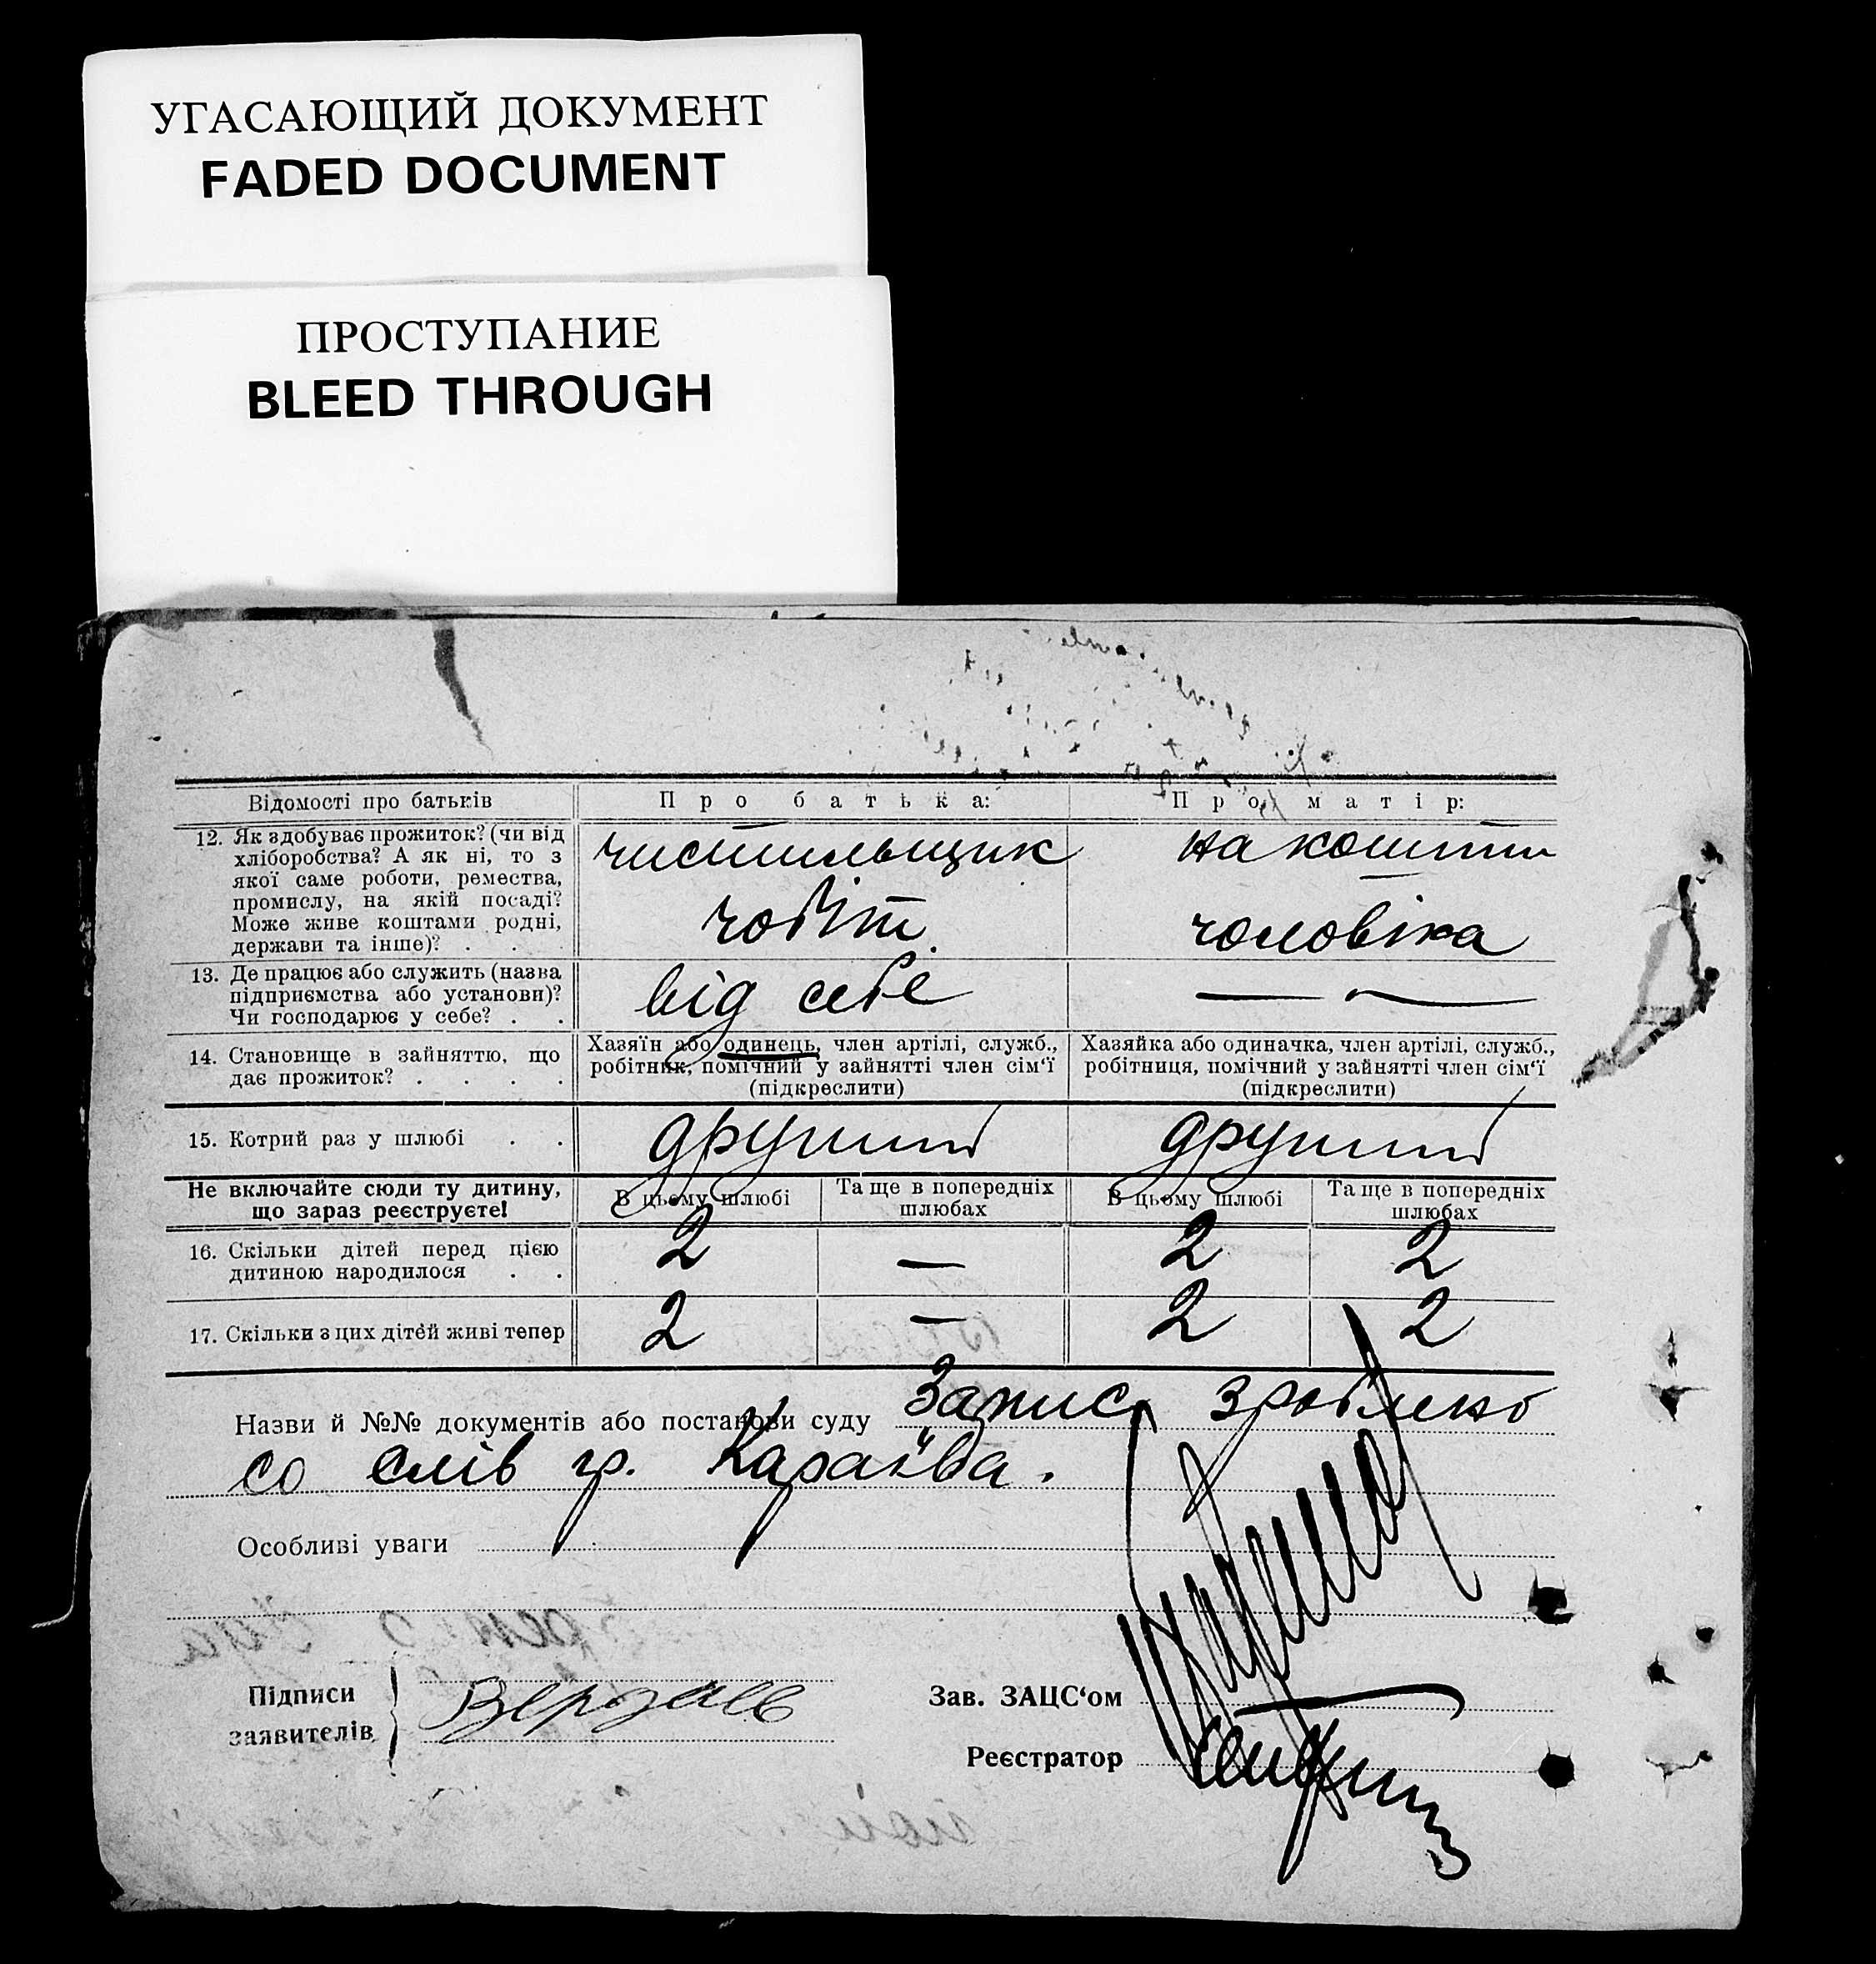 УГАСАЮЩИЙ ДОКУМЕНТ
FADED DOCUMENT
ПРОСТУПАНИЕ
BLEED THROUGH
Відомості про батьків
Про батька:
Про матір:
12. Як здобуває прожиток? (чи від
хліборобства? А як ні, то з
якої саме роботи, ремества,
промислу, на якій посаді?
Може живе коштами родні,
держави та інше)? . . .
чистильщик
чобіт.
на кошти
чоловіка
13. Де працює або служить (назва
підприємства або установи)?
Чи господарює у себе? . .
від себе
— —
14. Становище в зайняттю, що
дає прожиток? . . . .
Хазяїн або одинець, член артілі, служб.,
робітник, помічний у зайнятті член сім'ї
(підкреслити)
Хазяйка або одиначка, член артілі, служб.,
робітниця, помічний у зайнятті член сім'ї
(підкреслити)
15. Котрий раз у шлюбі . .
другий
другий
Не включайте сюди ту дитину,
що зараз реєструєте!
В цьому шлюбі
Та ще в попередніх
шлюбах
В цьому шлюбі
Та ще в попередніх
шлюбах
16. Скільки дітей перед цією
дитиною народилося . .
2 — 2 2
17. Скільки з цих дітей живі тепер
2 — 2 2
Назви й №№ документів або постанови суду Запис зроблено
со слів гр. Караїва.
Особливі уваги
Підписи
заявителів
Зав. ЗАЦС'ом
Реєстратор